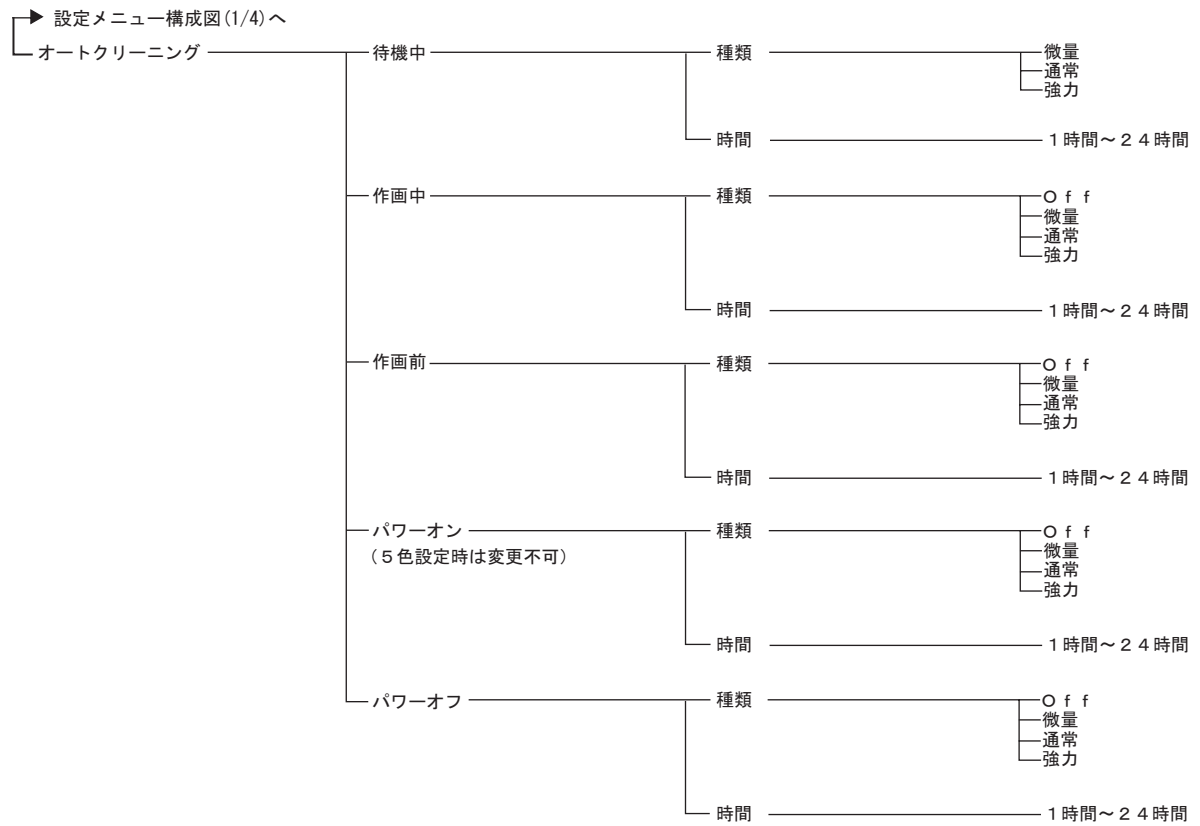 設定メニュー構成図(1/4)へ
オートクリーニング 待機中 種類 微量
通常
強力
時間 1時間～24時間
作画中 種類 Off
微量
通常
強力
時間 1時間～24時間
作画前 種類 Off
微量
通常
強力
時間 1時間～24時間
パワーオン 種類 Off
(5色設定時は変更不可) 微量
通常
強力
時間 1時間～24時間
パワーオフ 種類 Off
微量
通常
強力
時間 1時間～24時間